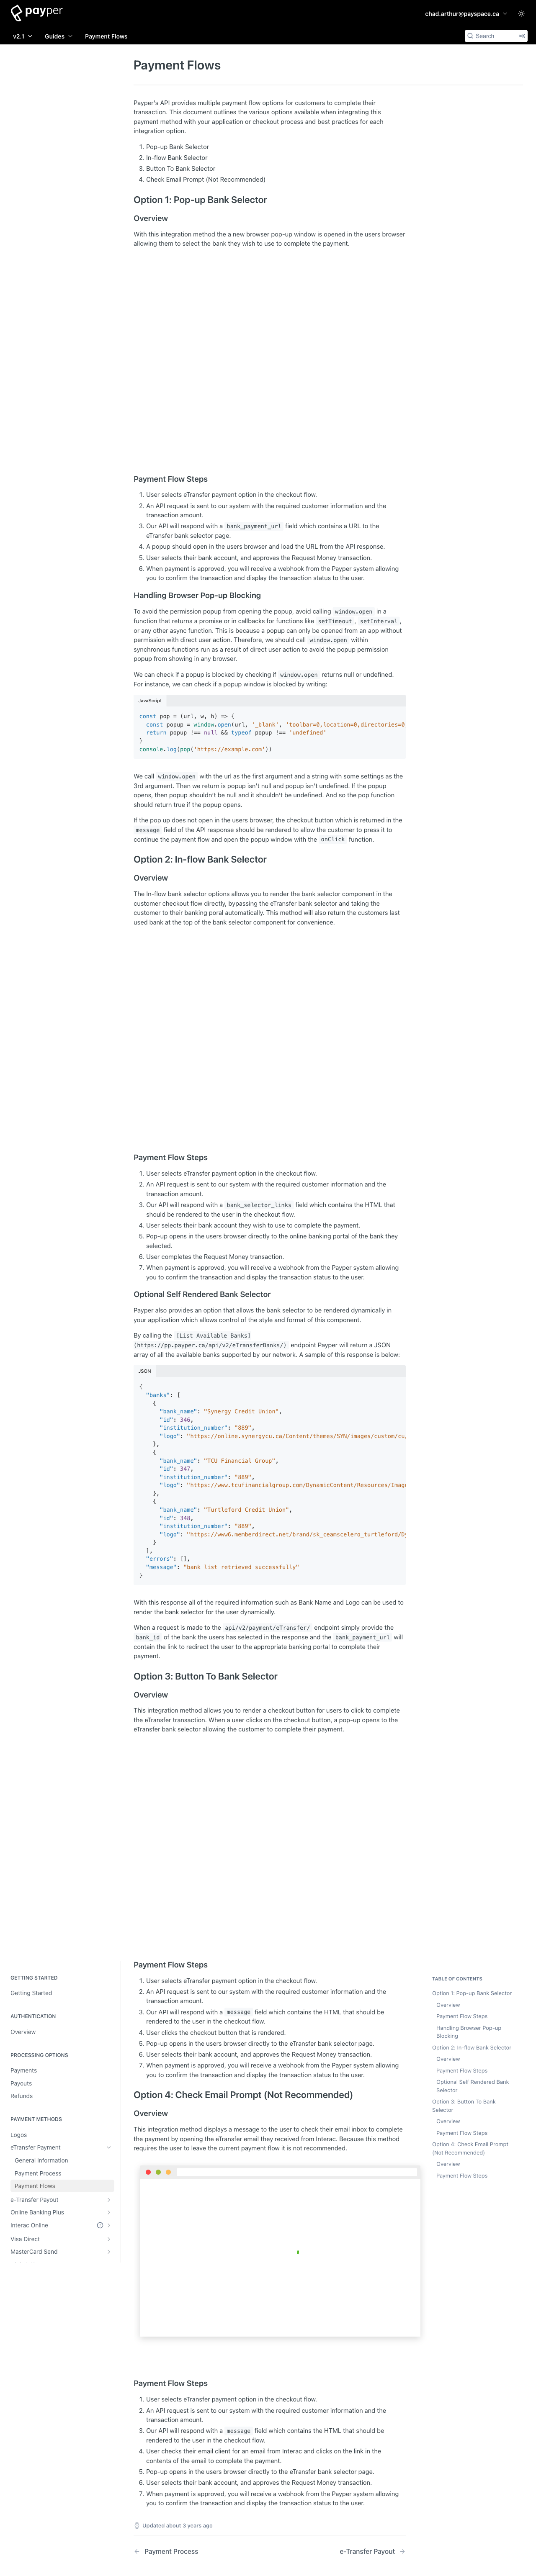 payper
chad.arthur@payspace.ca
v2.1
Guides
Payment Flows
Search
⌘K
Payment Flows
Payper's API provides multiple payment flow options for customers to complete their
transaction. This document outlines the various options available when integrating this
payment method with your application or checkout process and best practices for each
integration option.
1. Pop-up Bank Selector
2. In-flow Bank Selector
3. Button To Bank Selector
4. Check Email Prompt (Not Recommended)
Option 1: Pop-up Bank Selector
Overview
With this integration method the a new browser pop-up window is opened in the users browser
allowing them to select the bank they wish to use to complete the payment.
Payment Flow Steps
1. User selects eTransfer payment option in the checkout flow.
2. An API request is sent to our system with the required customer information and the
transaction amount.
3. Our API will respond with a bank_payment_url field which contains a URL to the
eTransfer bank selector page.
4. A popup should open in the users browser and load the URL from the API response.
5. User selects their bank account, and approves the Request Money transaction.
6. When payment is approved, you will receive a webhook from the Payper system allowing
you to confirm the transaction and display the transaction status to the user.
Handling Browser Pop-up Blocking
To avoid the permission popup from opening the popup, avoid calling window.open in a
function that returns a promise or in callbacks for functions like setTimeout, setInterval,
or any other async function. This is because a popup can only be opened from an app without
permission with direct user action. Therefore, we should call window.open within
synchronous functions run as a result of direct user action to avoid the popup permission
popup from showing in any browser.
We can check if a popup is blocked by checking if window.open returns null or undefined.
For instance, we can check if a popup window is blocked by writing:
JavaScript
const pop = (url, w, h) => {
const popup = window.open(url, '_blank', 'toolbar=0,location=0,directories=0
return popup !== null && typeof popup !== 'undefined'
}
console.log(pop('https://example.com'))
We call window.open with the url as the first argument and a string with some settings as the
3rd argument. Then we return is popup isn't null and popup isn't undefined. If the popup
opens, then popup shouldn't be null and it shouldn't be undefined. And so the pop function
should return true if the popup opens.
If the pop up does not open in the users browser, the checkout button which is returned in the
message field of the API response should be rendered to allow the customer to press it to
continue the payment flow and open the popup window with the onClick function.
Option 2: In-flow Bank Selector
Overview
The In-flow bank selector options allows you to render the bank selector component in the
customer checkout flow directly, bypassing the eTransfer bank selector and taking the
customer to their banking poral automatically. This method will also return the customers last
used bank at the top of the bank selector component for convenience.
Payment Flow Steps
1. User selects eTransfer payment option in the checkout flow.
2. An API request is sent to our system with the required customer information and the
transaction amount.
3. Our API will respond with a bank_selector_links field which contains the HTML that
should be rendered to the user in the checkout flow.
4. User selects their bank account they wish to use to complete the payment.
5. Pop-up opens in the users browser directly to the online banking portal of the bank they
selected.
6. User completes the Request Money transaction.
7. When payment is approved, you will receive a webhook from the Payper system allowing
you to confirm the transaction and display the transaction status to the user.
Optional Self Rendered Bank Selector
Payper also provides an option that allows the bank selector to be rendered dynamically in
your application which allows control of the style and format of this component.
By calling the [List Available Banks]
(https://pp.payper.ca/api/v2/eTransferBanks/) endpoint Payper will return a JSON
array of all the available banks supported by our network. A sample of this response is below:
JSON
{
"banks": [
{
"bank_name": "Synergy Credit Union",
"id": 346,
"institution_number": "889",
"logo": "https://online.synergycu.ca/Content/themes/SYN/images/custom/cu_
},
{
"bank_name": "TCU Financial Group",
"id": 347,
"institution_number": "889",
"logo": "https://www.tcufinancialgroup.com/DynamicContent/Resources/Image
},
{
"bank_name": "Turtleford Credit Union",
"id": 348,
"institution_number": "889",
"logo": "https://www6.memberdirect.net/brand/sk_ceamscelero_turtleford/Dy
}
],
"errors": [],
"message": "bank list retrieved successfully"
}
With this response all of the required information such as Bank Name and Logo can be used to
render the bank selector for the user dynamically.
When a request is made to the api/v2/payment/eTransfer/ endpoint simply provide the
bank_id of the bank the users has selected in the response and the bank_payment_url will
contain the link to redirect the user to the appropriate banking portal to complete their
payment.
Option 3: Button To Bank Selector
Overview
This integration method allows you to render a checkout button for users to click to complete
the eTransfer transaction. When a user clicks on the checkout button, a pop-up opens to the
eTransfer bank selector allowing the customer to complete their payment.
Payment Flow Steps
1. User selects eTransfer payment option in the checkout flow.
2. An API request is sent to our system with the required customer information and the
transaction amount.
3. Our API will respond with a message field which contains the HTML that should be
rendered to the user in the checkout flow.
4. User clicks the checkout button that is rendered.
5. Pop-up opens in the users browser directly to the eTransfer bank selector page.
6. User selects their bank account, and approves the Request Money transaction.
7. When payment is approved, you will receive a webhook from the Payper system allowing
you to confirm the transaction and display the transaction status to the user.
Option 4: Check Email Prompt (Not Recommended)
Overview
This integration method displays a message to the user to check their email inbox to complete
the payment by opening the eTransfer email they received from Interac. Because this method
requires the user to leave the current payment flow it is not recommended.
Payment Flow Steps
1. User selects eTransfer payment option in the checkout flow.
2. An API request is sent to our system with the required customer information and the
transaction amount.
3. Our API will respond with a message field which contains the HTML that should be
rendered to the user in the checkout flow.
4. User checks their email client for an email from Interac and clicks on the link in the
contents of the email to complete the payment.
5. Pop-up opens in the users browser directly to the eTransfer bank selector page.
6. User selects their bank account, and approves the Request Money transaction.
7. When payment is approved, you will receive a webhook from the Payper system allowing
you to confirm the transaction and display the transaction status to the user.
Updated about 3 years ago
Payment Process
e-Transfer Payout
GETTING STARTED
Getting Started
AUTHENTICATION
Overview
PROCESSING OPTIONS
Payments
Payouts
Refunds
PAYMENT METHODS
Logos
eTransfer Payment
General Information
Payment Process
Payment Flows
e-Transfer Payout
Online Banking Plus
Interac Online
Visa Direct
MasterCard Send
TABLE OF CONTENTS
Option 1: Pop-up Bank Selector
Overview
Payment Flow Steps
Handling Browser Pop-up
Blocking
Option 2: In-flow Bank Selector
Overview
Payment Flow Steps
Optional Self Rendered Bank
Selector
Option 3: Button To Bank
Selector
Overview
Payment Flow Steps
Option 4: Check Email Prompt
(Not Recommended)
Overview
Payment Flow Steps